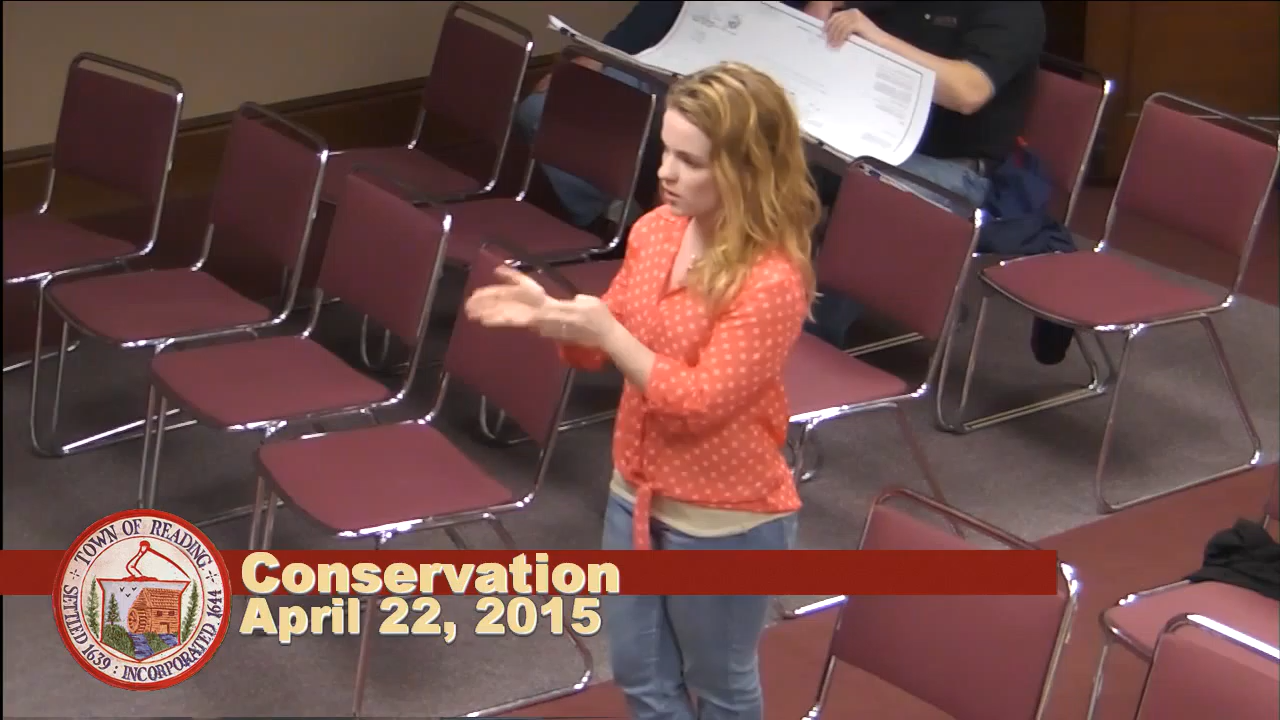 TOWN OF READING
SETTLED 1639 : INCORPORATED 1644
Conservation
April 22, 2015